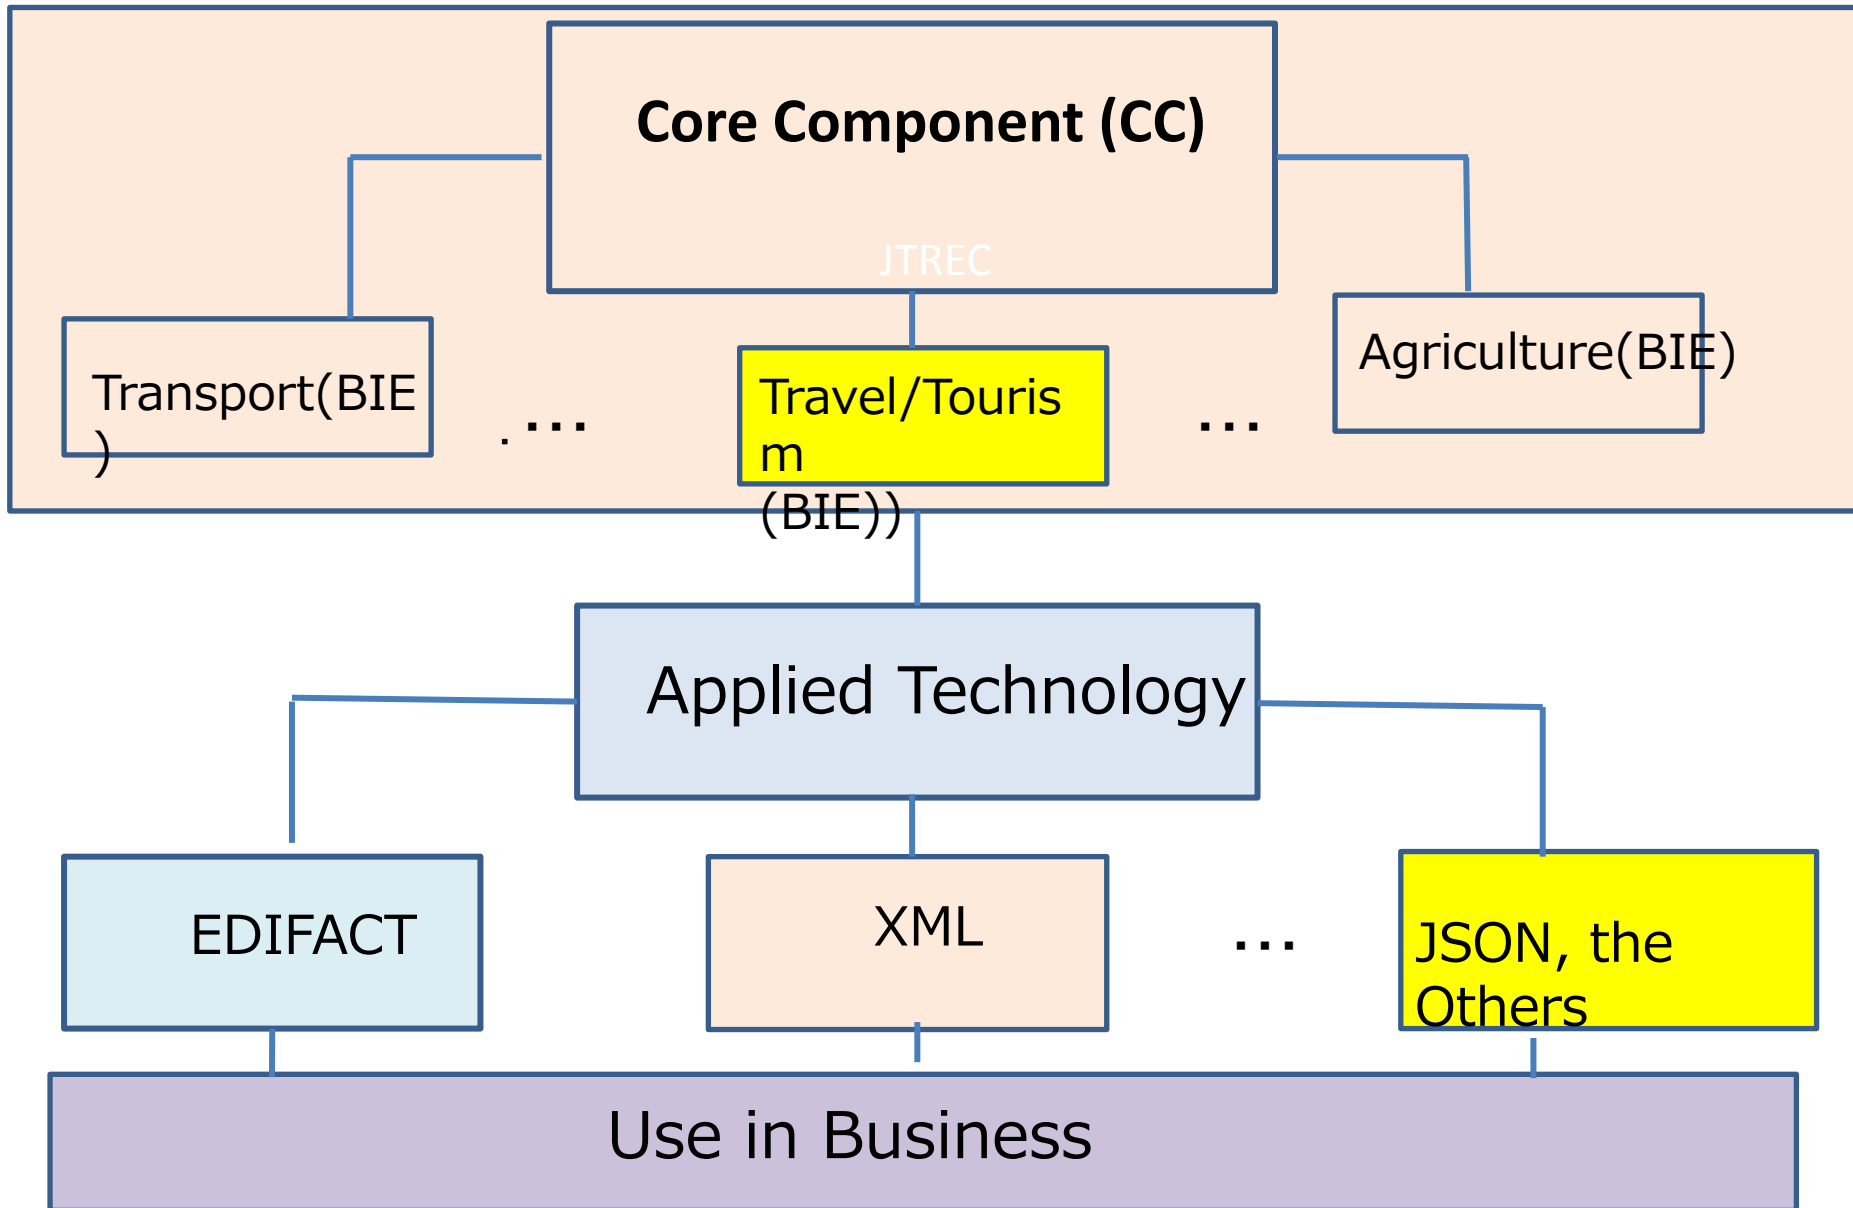 Core Component (CC)
JTREC
Transport(BIE
)
. ...
Travel/Touris
m
(BIE))
...
Agriculture(BIE)
Applied Technology
EDIFACT
XML
...
JSON, the
Others
Use in Business